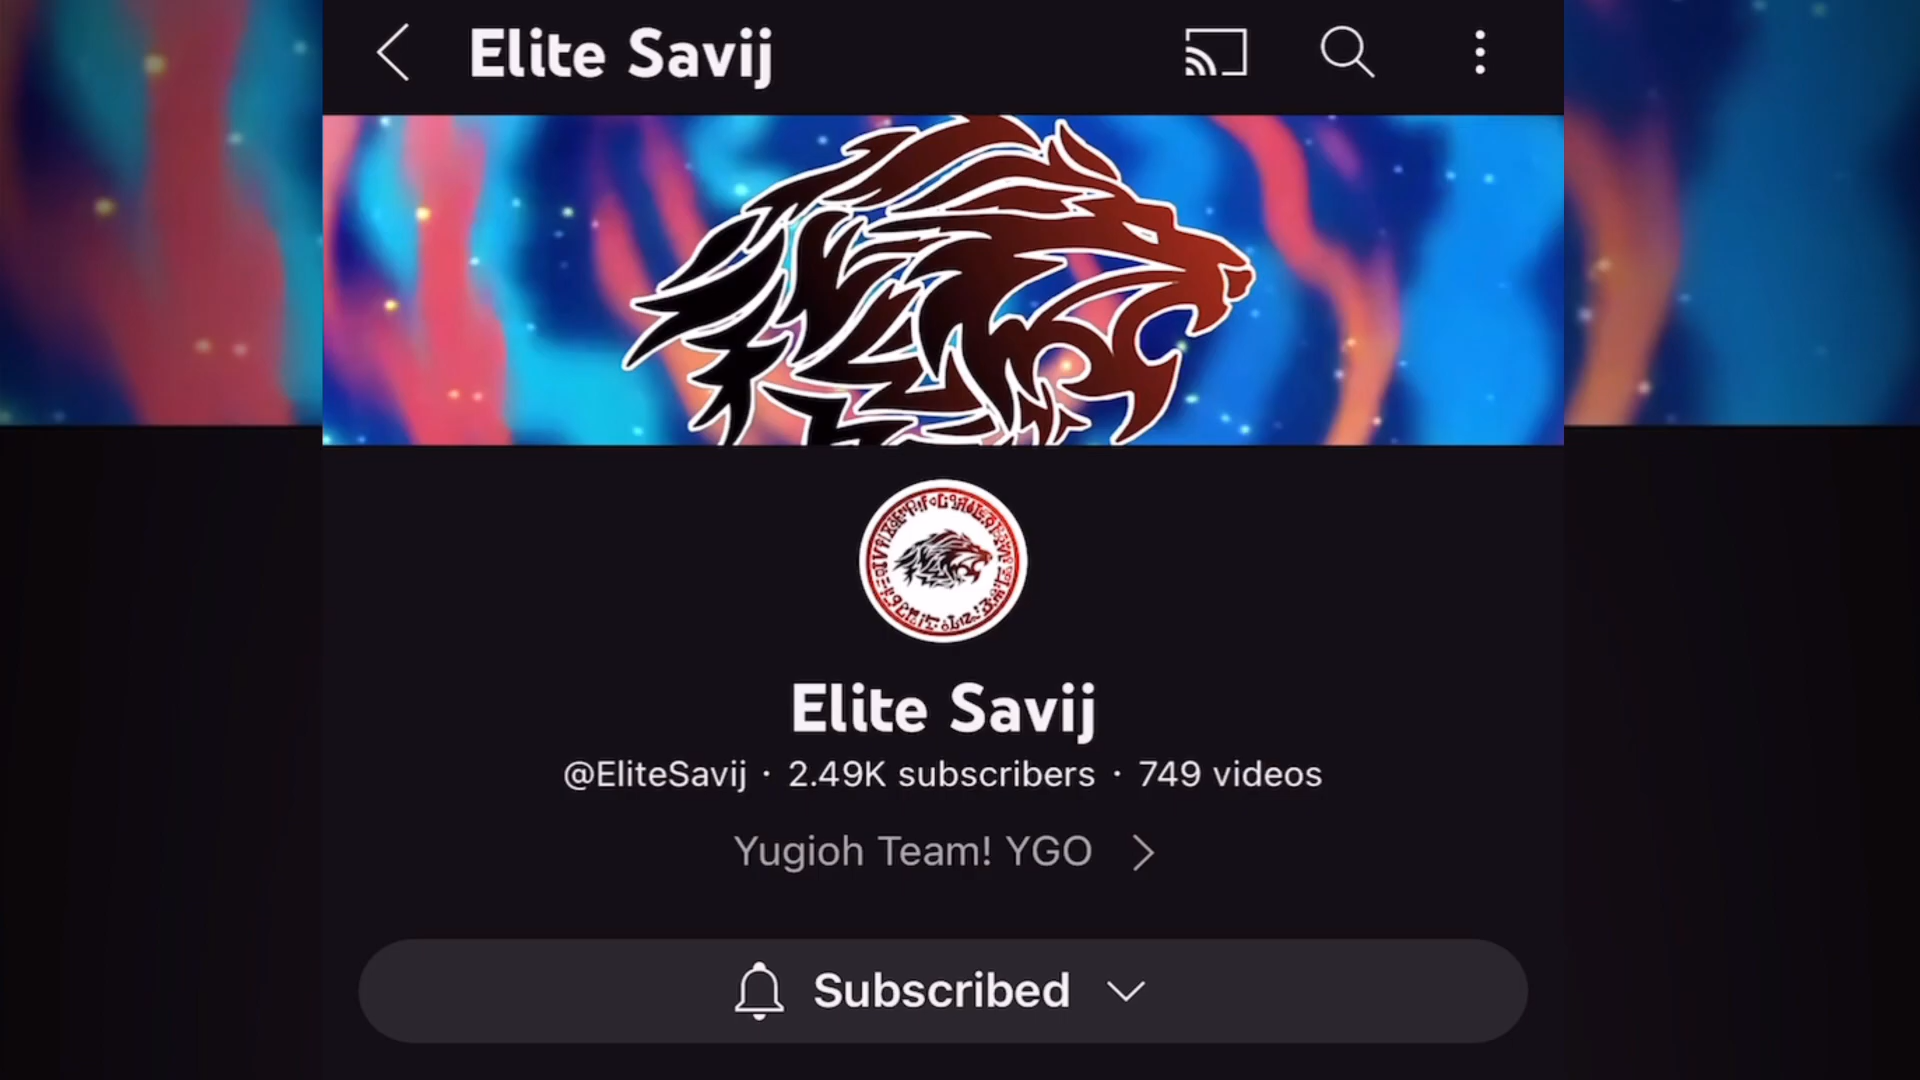 Elite Savij
Elite Savij
@EliteSavij · 2.49K subscribers · 749 videos
Yugioh Team! YGO
Subscribed